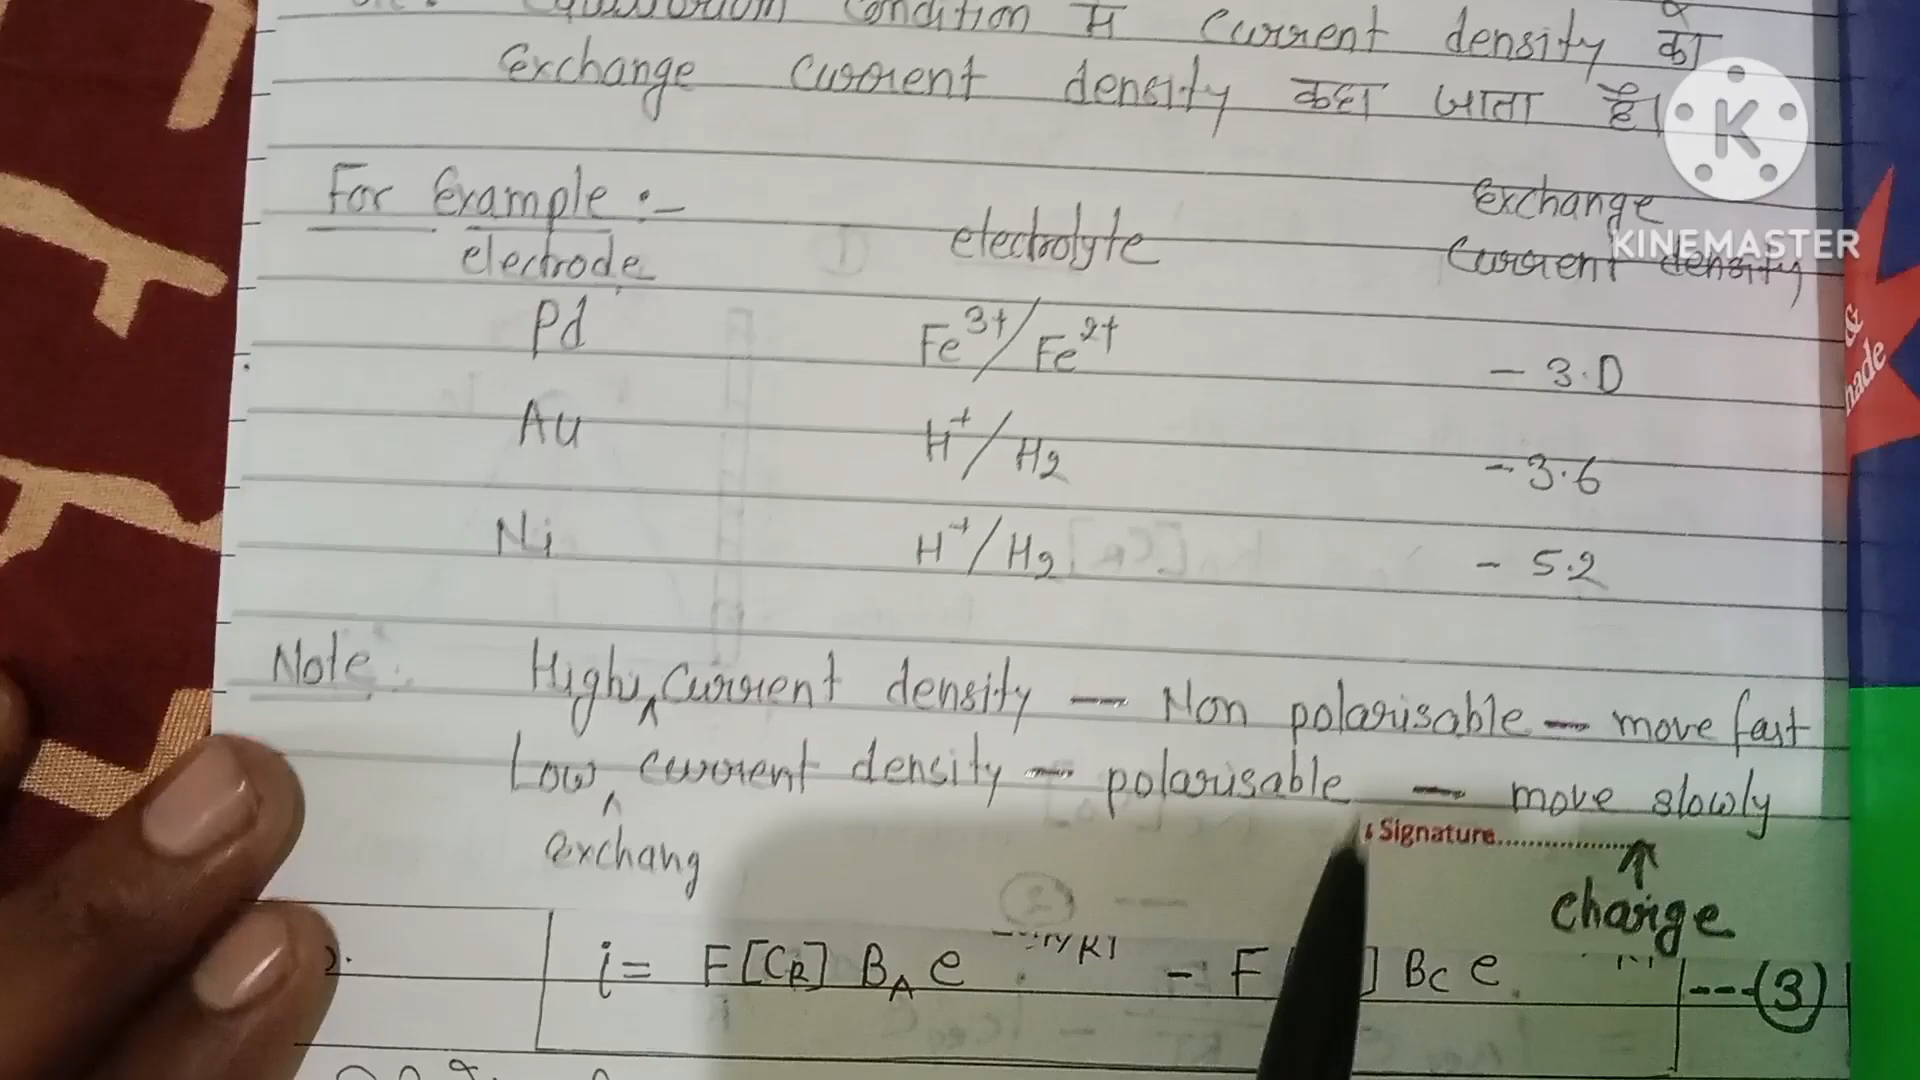 Condition में current density को
exchange current density कहा जाता है।
K
KINEMASTER
For Example :-
electrode electrolyte exchange current density
Pd Fe3+/Fe2+ - 3.0
Au H+/H2 - 3.6
Ni H+/H2 - 5.2
Note: High, current density — Non polarisable — move fast
Low, current density — polarisable — move slowly
exchang
Signature
charge
i = F[CR] BA e - F BC e ---(3)
&
made